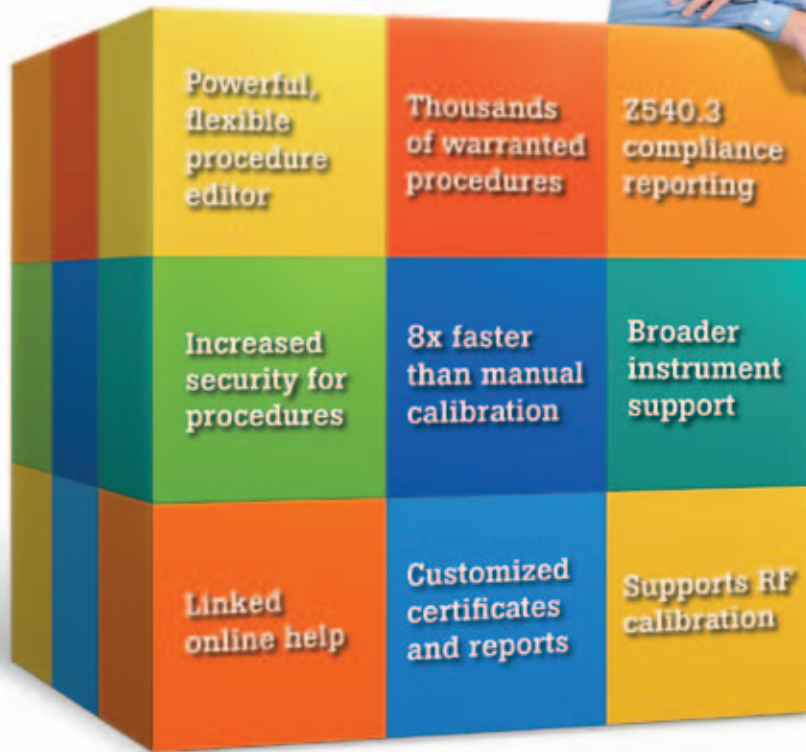 Powerful,
flexible
procedure
editor
Thousands
of warranted
procedures
Z540.3
compliance
reporting
Increased
security for
procedures
8x faster
than manual
calibration
Broader
instrument
support
Linked
online help
Customized
certificates
and reports
Supports RF
calibration